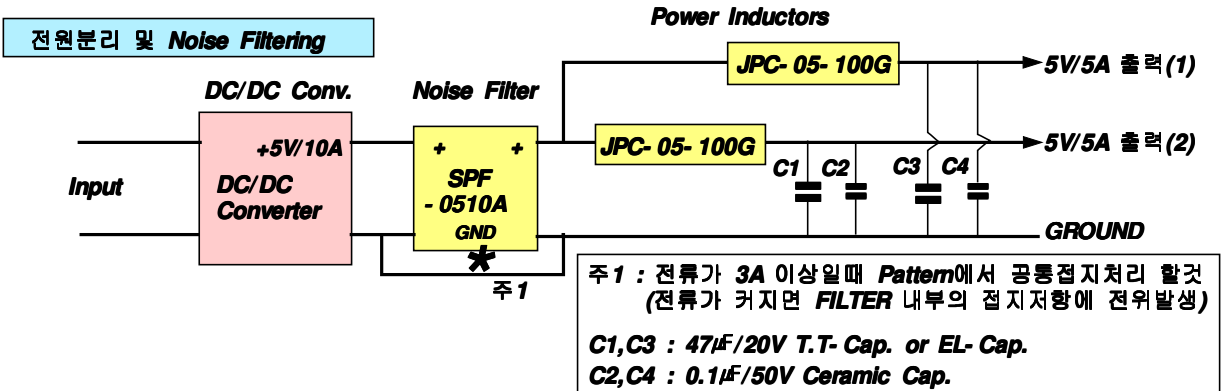 Power Inductors
전원분리 및 Noise Filtering
JPC- 05- 100G
5V/5A 출력(1)
DC/DC Conv.
Noise Filter
+5V/10A
+ +
JPC- 05- 100G
5V/5A 출력(2)
Input
DC/DC
Converter
SPF
- 0510A
GND
*
주1
C1
C2
C3
C4
GROUND
주1 : 전류가 3A 이상일때 Pattern에서 공통접지처리 할것
(전류가 커지면 FILTER 내부의 접지저항에 전위발생)
C1,C3 : 47㎌/20V T.T- Cap. or EL- Cap.
C2,C4 : 0.1㎌/50V Ceramic Cap.